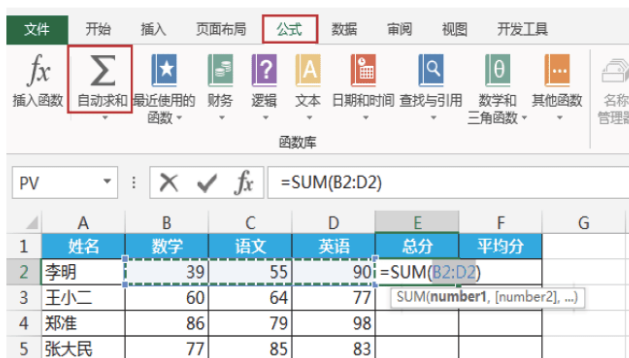 文件 开始 插入 页面布局 公式 数据 审阅 视图 开发工具
fx Σ ? A θ ...
插入函数 自动求和 最近使用的函数 财务 逻辑 文本 日期和时间 查找与引用 数学和三角函数 其他函数 名称管理器
函数库
PV fx =SUM(B2:D2)
A B C D E F G
1 姓名 数学 语文 英语 总分 平均分
2 李明 39 55 90 =SUM(B2:D2)
3 王小二 60 64 77 SUM(number1, [number2], ...)
4 郑准 86 79 98
5 张大民 77 85 83